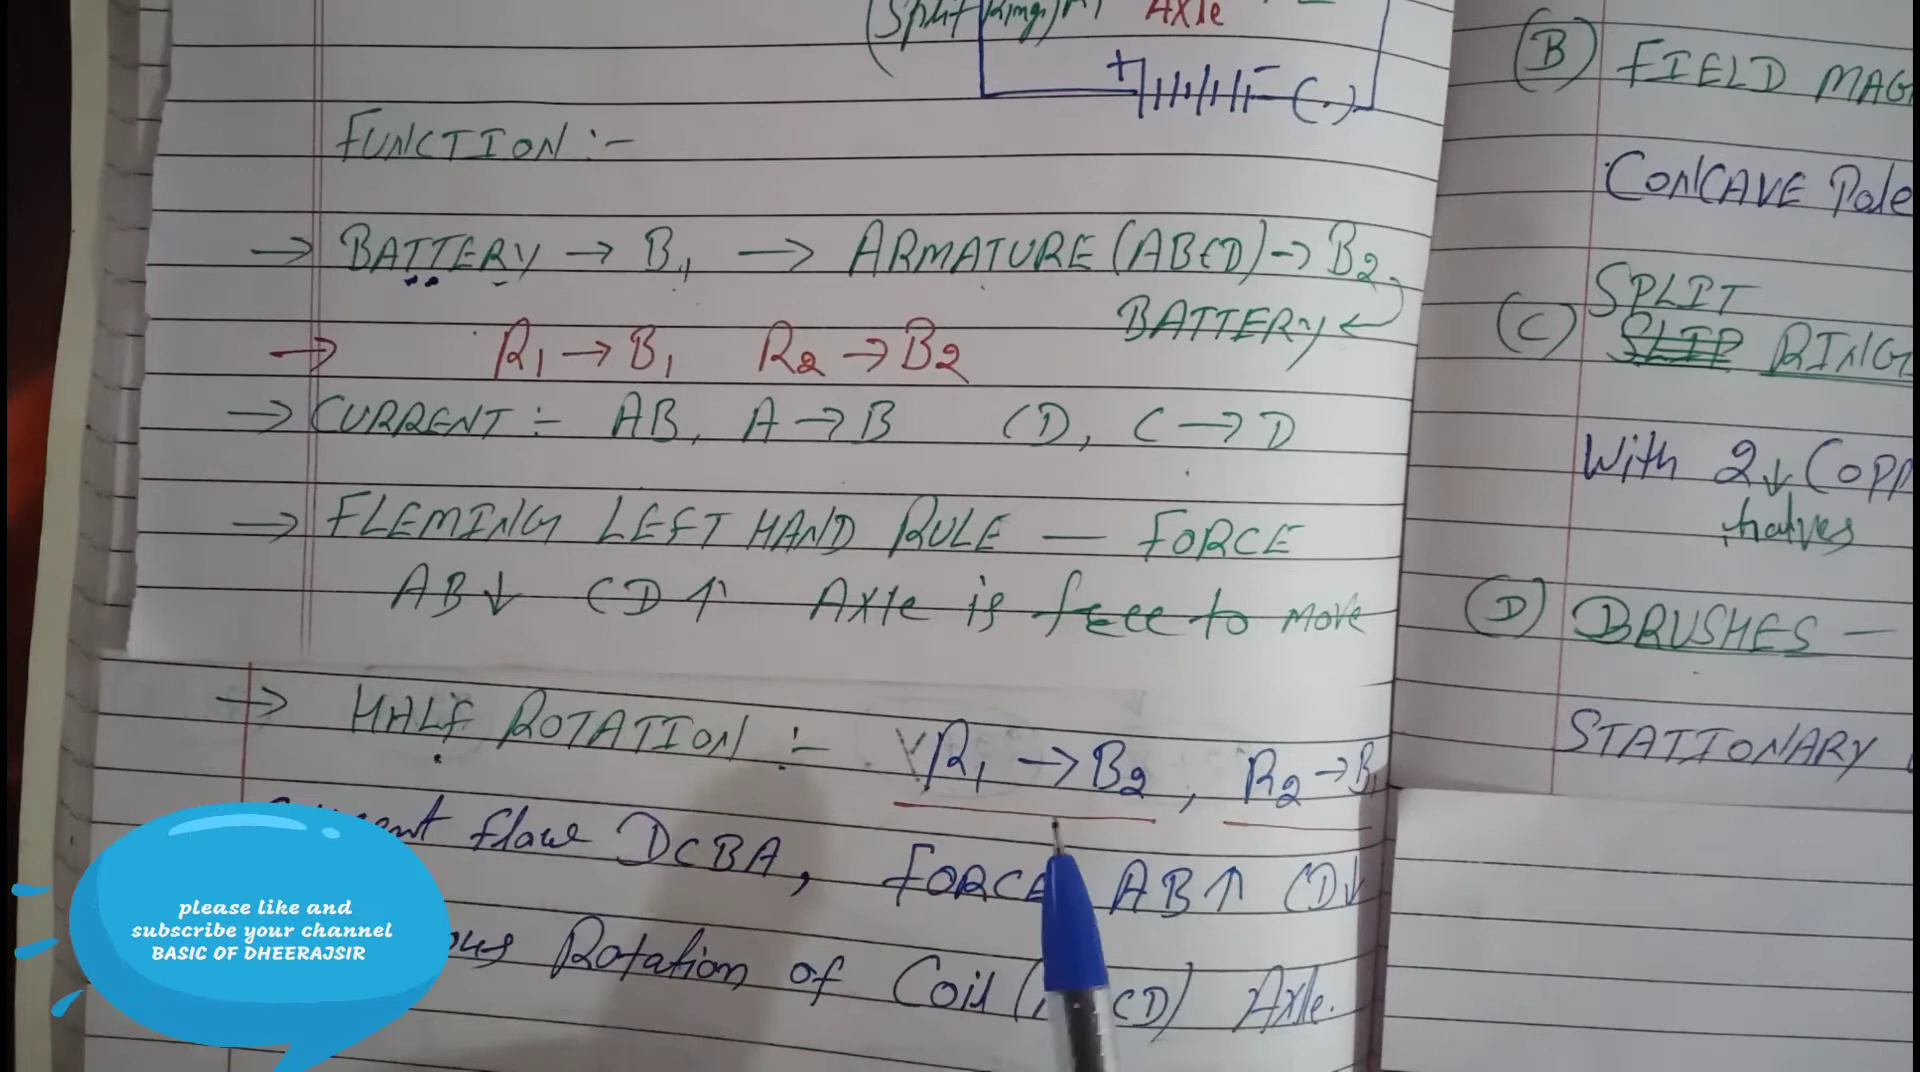 (Split Rings) Axle
+ - (.)
FUNCTION :-
→ BATTERY → B1 → ARMATURE (ABCD) → B2
BATTERY ↵
→ R1 → B1 R2 → B2
→ CURRENT :- AB, A → B CD, C → D
→ FLEMING LEFT HAND RULE — FORCE
AB↓ CD↑ Axle is free to move
→ HALF ROTATION :- R1 → B2, R2 → B1
flow DCBA, FORCE AB↑ CD↓
Rotation of Coil ( CD) Axle.
(B) FIELD MAG
CONCAVE Pole
SPLIT
(C) SLIP RING
With 2 COPP
halves
(D) BRUSHES —
STATIONARY
please like and
subscribe your channel
BASIC OF DHEERAJSIR